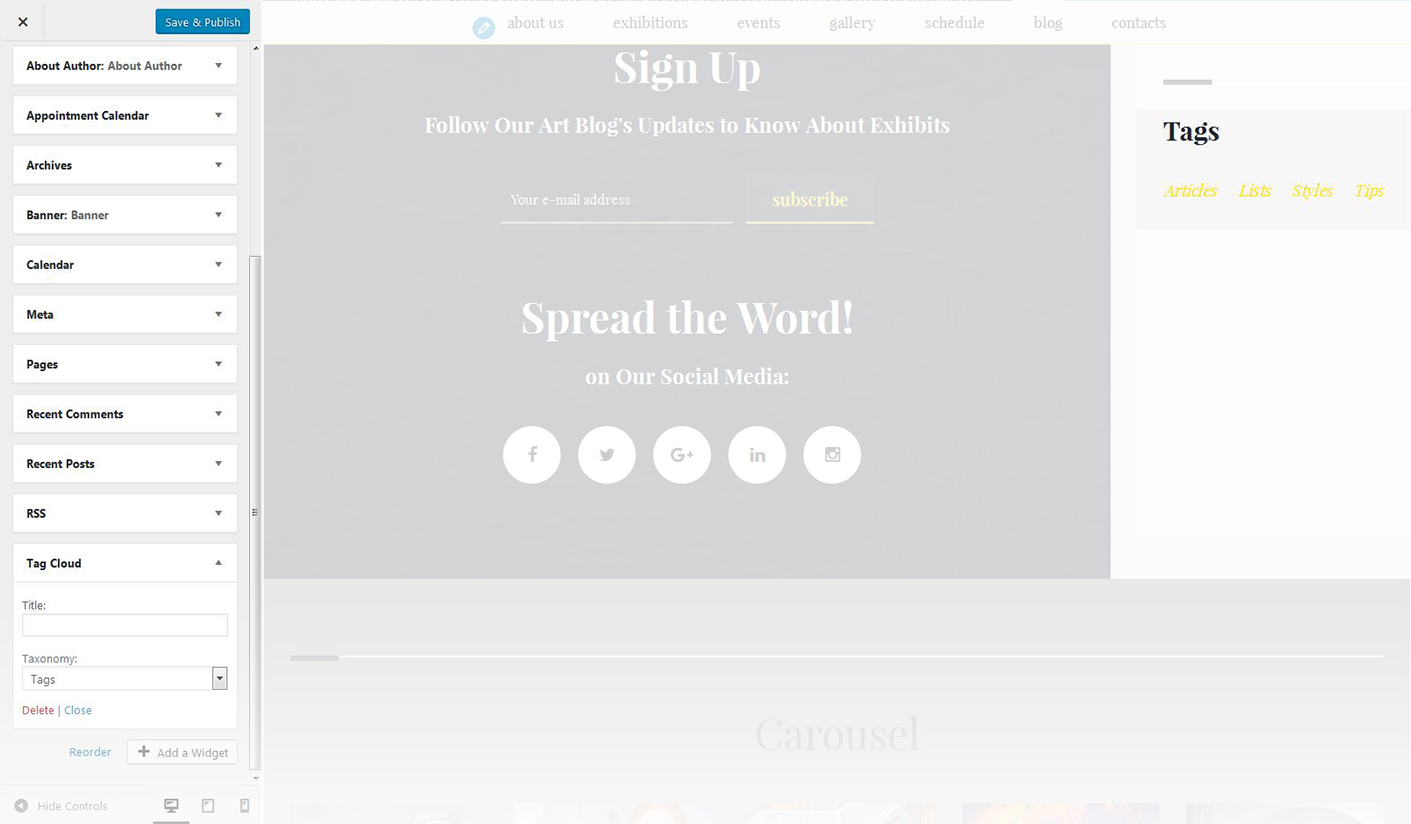 Save & Publish
About Author: About Author
Appointment Calendar
Archives
Banner: Banner
Calendar
Meta
Pages
Recent Comments
Recent Posts
RSS
Tag Cloud
Title:
Taxonomy:
Tags
Delete | Close
Reorder
Add a Widget
Hide Controls
about us exhibitions events gallery schedule blog contacts
Sign Up
Follow Our Art Blog's Updates to Know About Exhibits
Your e-mail address
subscribe
Spread the Word!
on Our Social Media:
f
G+
in
Tags
Articles Lists Styles Tips
Carousel